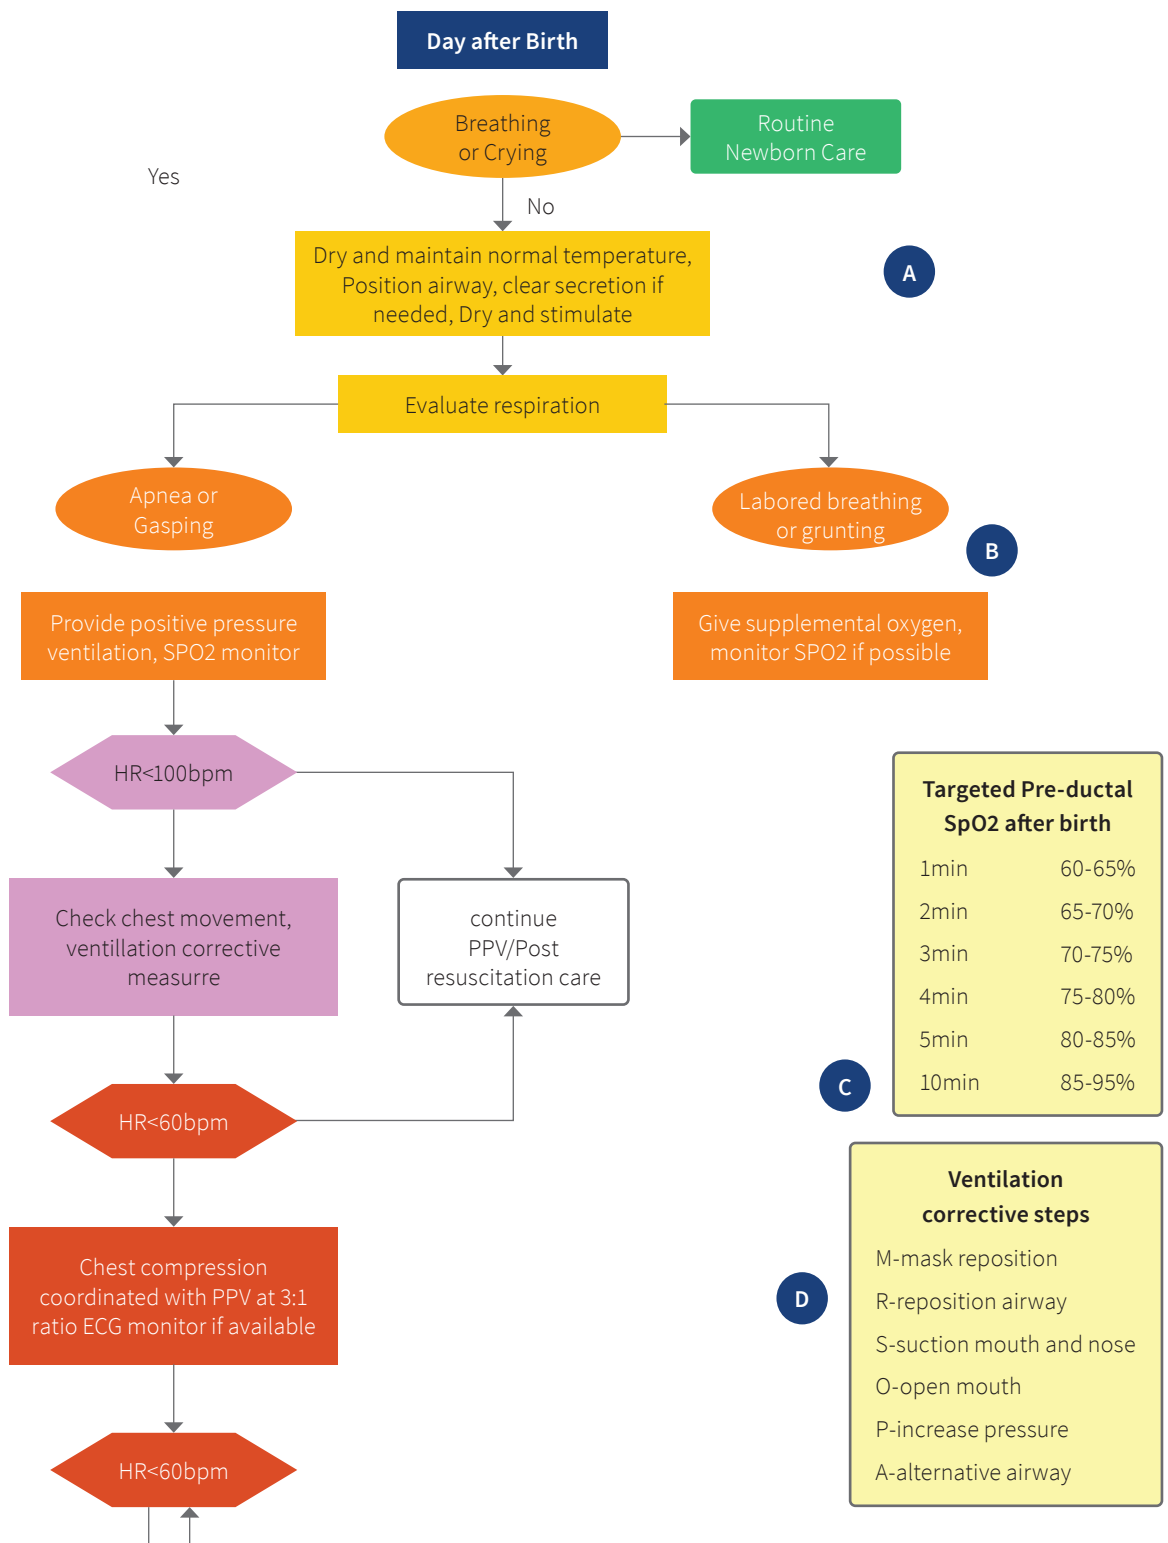 Day after Birth
Breathing
or Crying
Routine
Newborn Care
Yes
No
Dry and maintain normal temperature,
Position airway, clear secretion if
needed, Dry and stimulate
A
Evaluate respiration
Apnea or
Gasping
Labored breathing
or grunting
B
Provide positive pressure
ventilation, SPO2 monitor
Give supplemental oxygen,
monitor SPO2 if possible
HR<100bpm
Check chest movement,
ventillation corrective
measurre
continue
PPV/Post
resuscitation care
Targeted Pre-ductal
SpO2 after birth
1min 60-65%
2min 65-70%
3min 70-75%
4min 75-80%
5min 80-85%
10min 85-95%
C
HR<60bpm
Chest compression
coordinated with PPV at 3:1
ratio ECG monitor if available
D
Ventilation
corrective steps
M-mask reposition
R-reposition airway
S-suction mouth and nose
O-open mouth
P-increase pressure
A-alternative airway
HR<60bpm